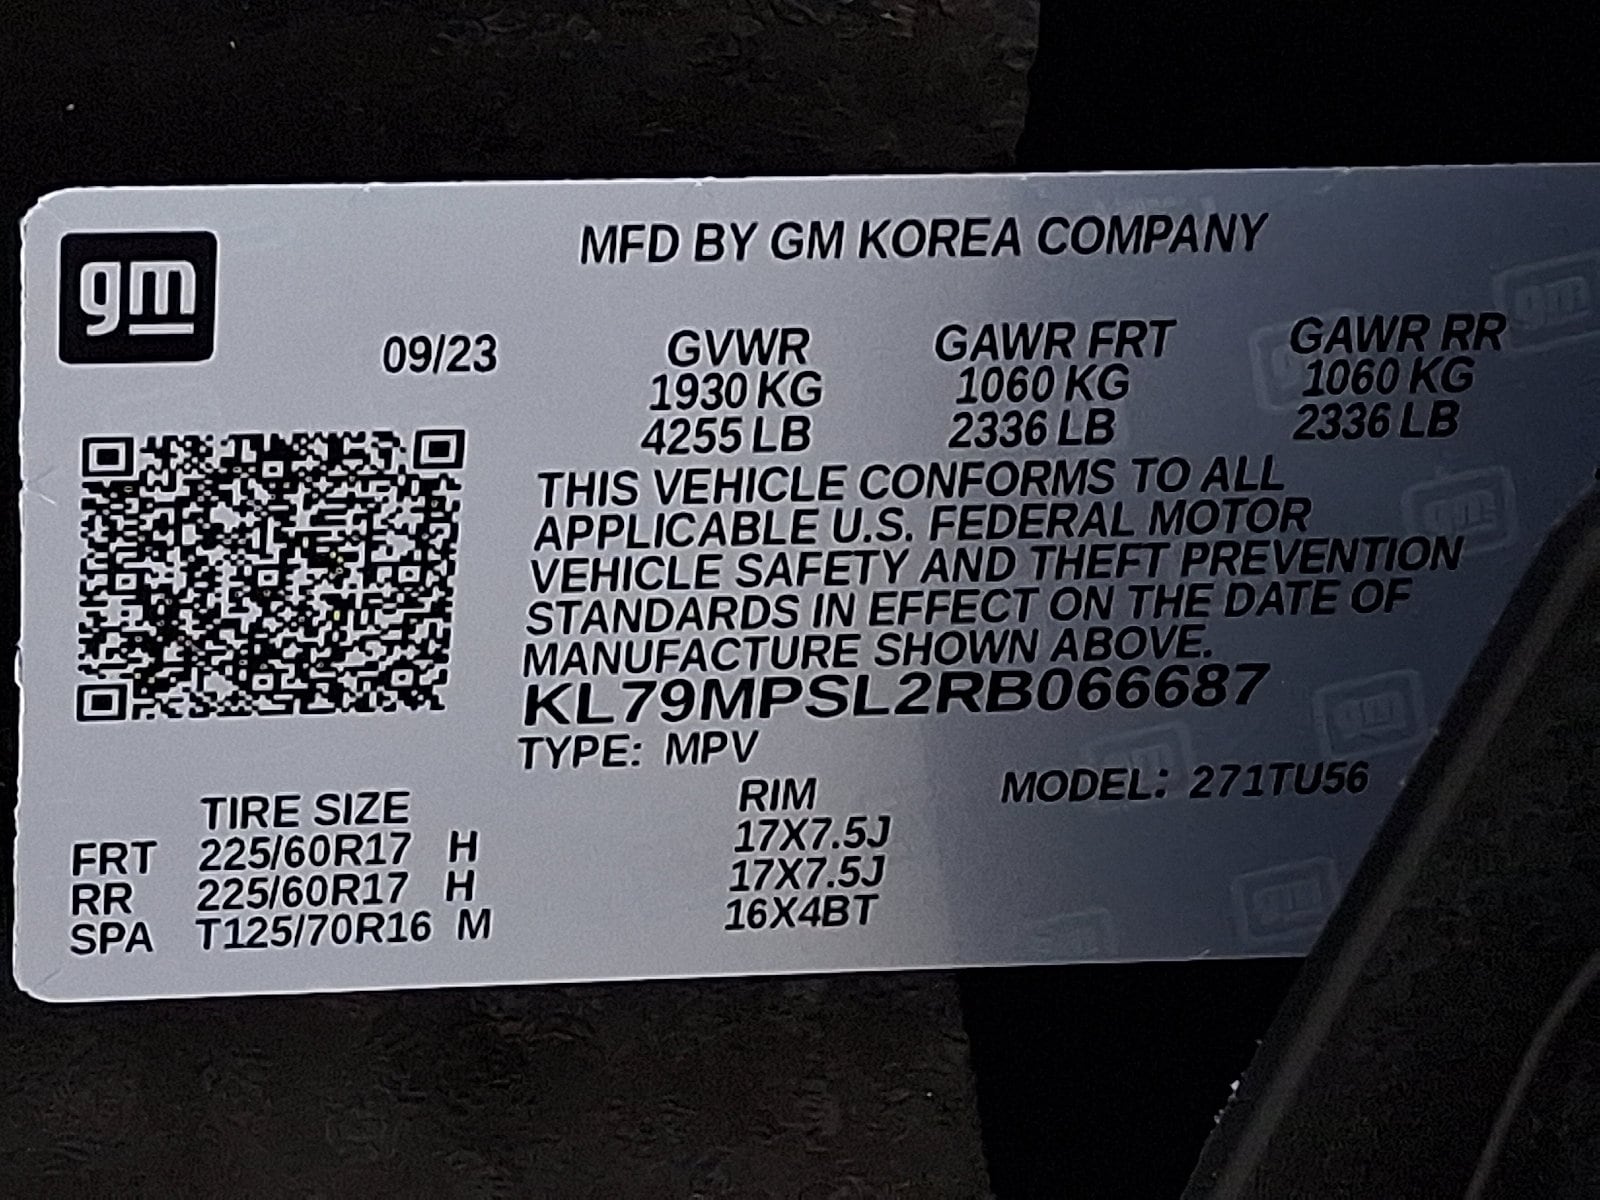 gm
MFD BY GM KOREA COMPANY
09/23 GVWR GAWR FRT GAWR RR
1930 KG 1060 KG 1060 KG
4255 LB 2336 LB 2336 LB
THIS VEHICLE CONFORMS TO ALL
APPLICABLE U.S. FEDERAL MOTOR
VEHICLE SAFETY AND THEFT PREVENTION
STANDARDS IN EFFECT ON THE DATE OF
MANUFACTURE SHOWN ABOVE.
KL79MPSL2RB066687
TYPE: MPV
MODEL: 271TU56
TIRE SIZE RIM
FRT 225/60R17 H 17X7.5J
RR 225/60R17 H 17X7.5J
SPA T125/70R16 M 16X4BT